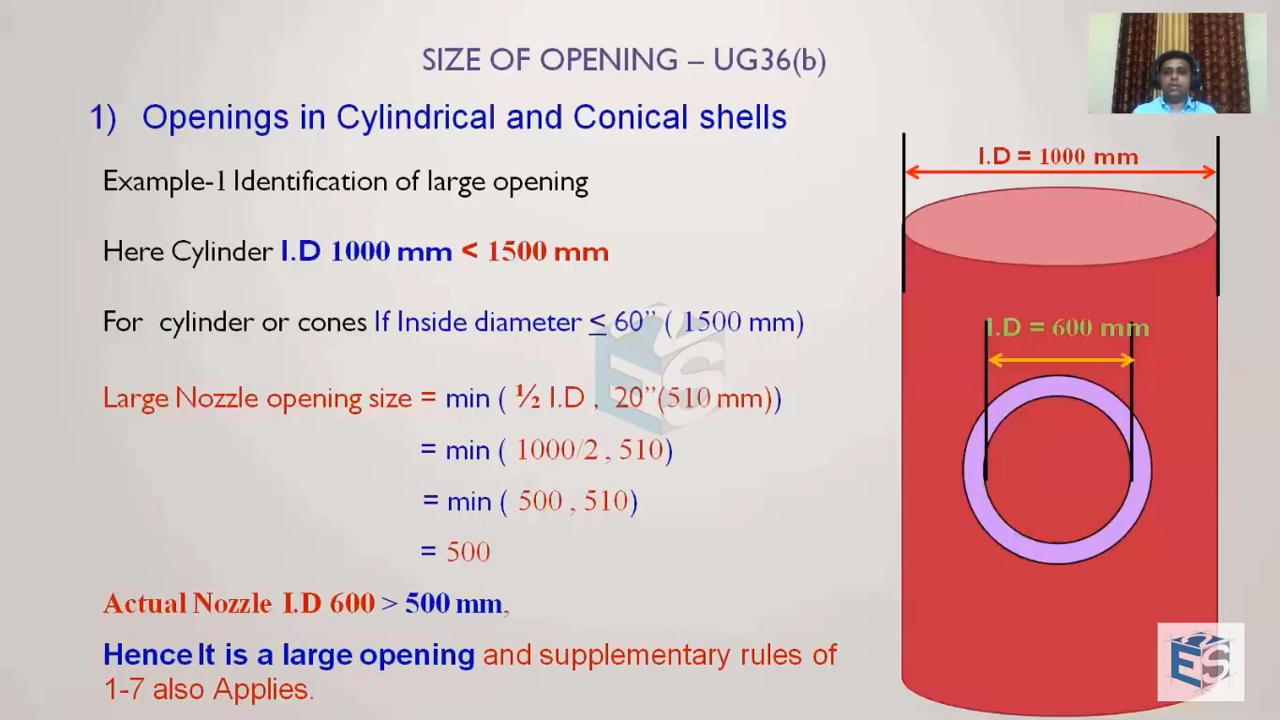 SIZE OF OPENING – UG36(b)
1) Openings in Cylindrical and Conical shells
Example-1 Identification of large opening
Here Cylinder I.D 1000 mm < 1500 mm
For cylinder or cones If Inside diameter ≤ 60” ( 1500 mm)
Large Nozzle opening size = min ( ½ I.D , 20”(510 mm))
= min ( 1000/2 , 510)
= min ( 500 , 510)
= 500
Actual Nozzle I.D 600 > 500 mm,
Hence It is a large opening and supplementary rules of
1-7 also Applies.
I.D = 1000 mm
I.D = 600 mm
ES
ES